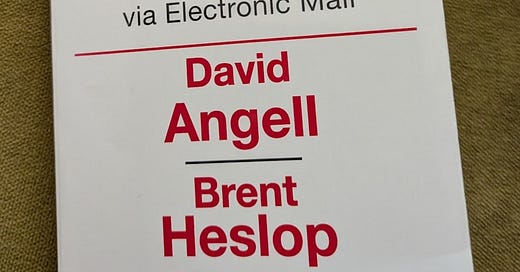 via Electronic Mail
David
Angell
Brent
Heslop